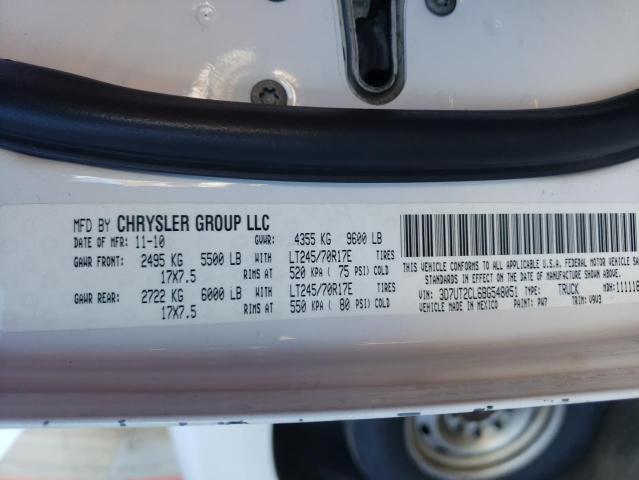 MFD BY CHRYSLER GROUP LLC
DATE OF MFR: 11-10 GVWR: 4355 KG 9600 LB
GAWR FRONT: 2495 KG 5500 LB WITH LT245/70R17E TIRES
17X7.5 RIMS AT 520 KPA ( 75 PSI) COLD
GAWR REAR: 2722 KG 6000 LB WITH LT245/70R17E TIRES
17X7.5 RIMS AT 550 KPA ( 80 PSI) COLD
THIS VEHICLE CONFORMS TO ALL APPLICABLE U.S.A. FEDERAL MOTOR VEHICLE SA
STANDARDS IN EFFECT ON THE DATE OF MANUFACTURE SHOWN ABOVE.
VIN: 3D7UT2CL6BG548051 TYPE: TRUCK MDH: 111118
VEHICLE MADE IN MEXICO PAINT: PW7 TRIM: V9V3